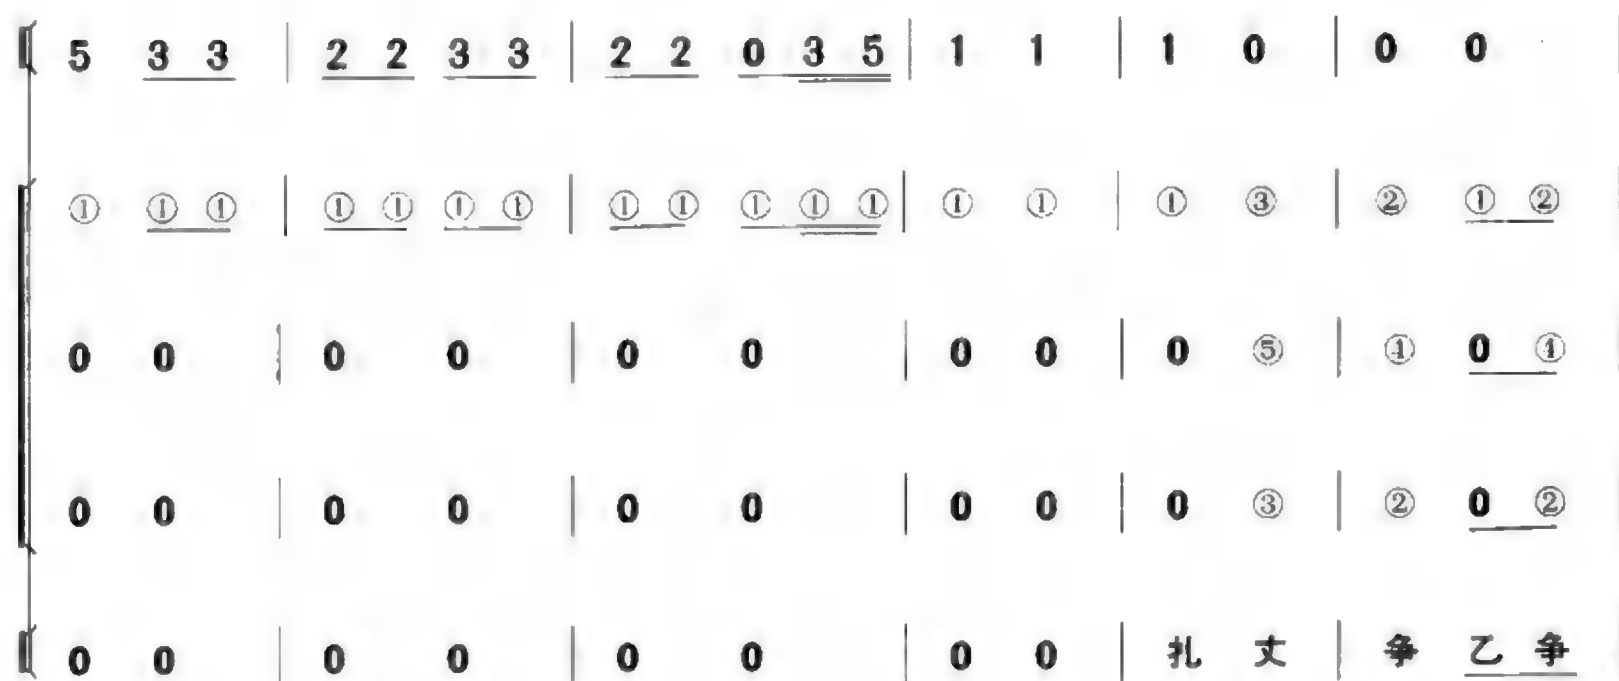 5 3 3 | 2 2 3 3 | 2 2 0 3 5 | 1 1 | 1 0 | 0 0
① ① ① | ① ① ① ① | ① ① ① ① ① | ① ① | ① ③ | ② ① ②
0 0 | 0 0 | 0 0 | 0 0 | 0 ⑤ | ④ 0 ④
0 0 | 0 0 | 0 0 | 0 0 | 0 ③ | ② 0 ②
0 0 | 0 0 | 0 0 | 0 0 | 扎 丈 | 争 乙 争